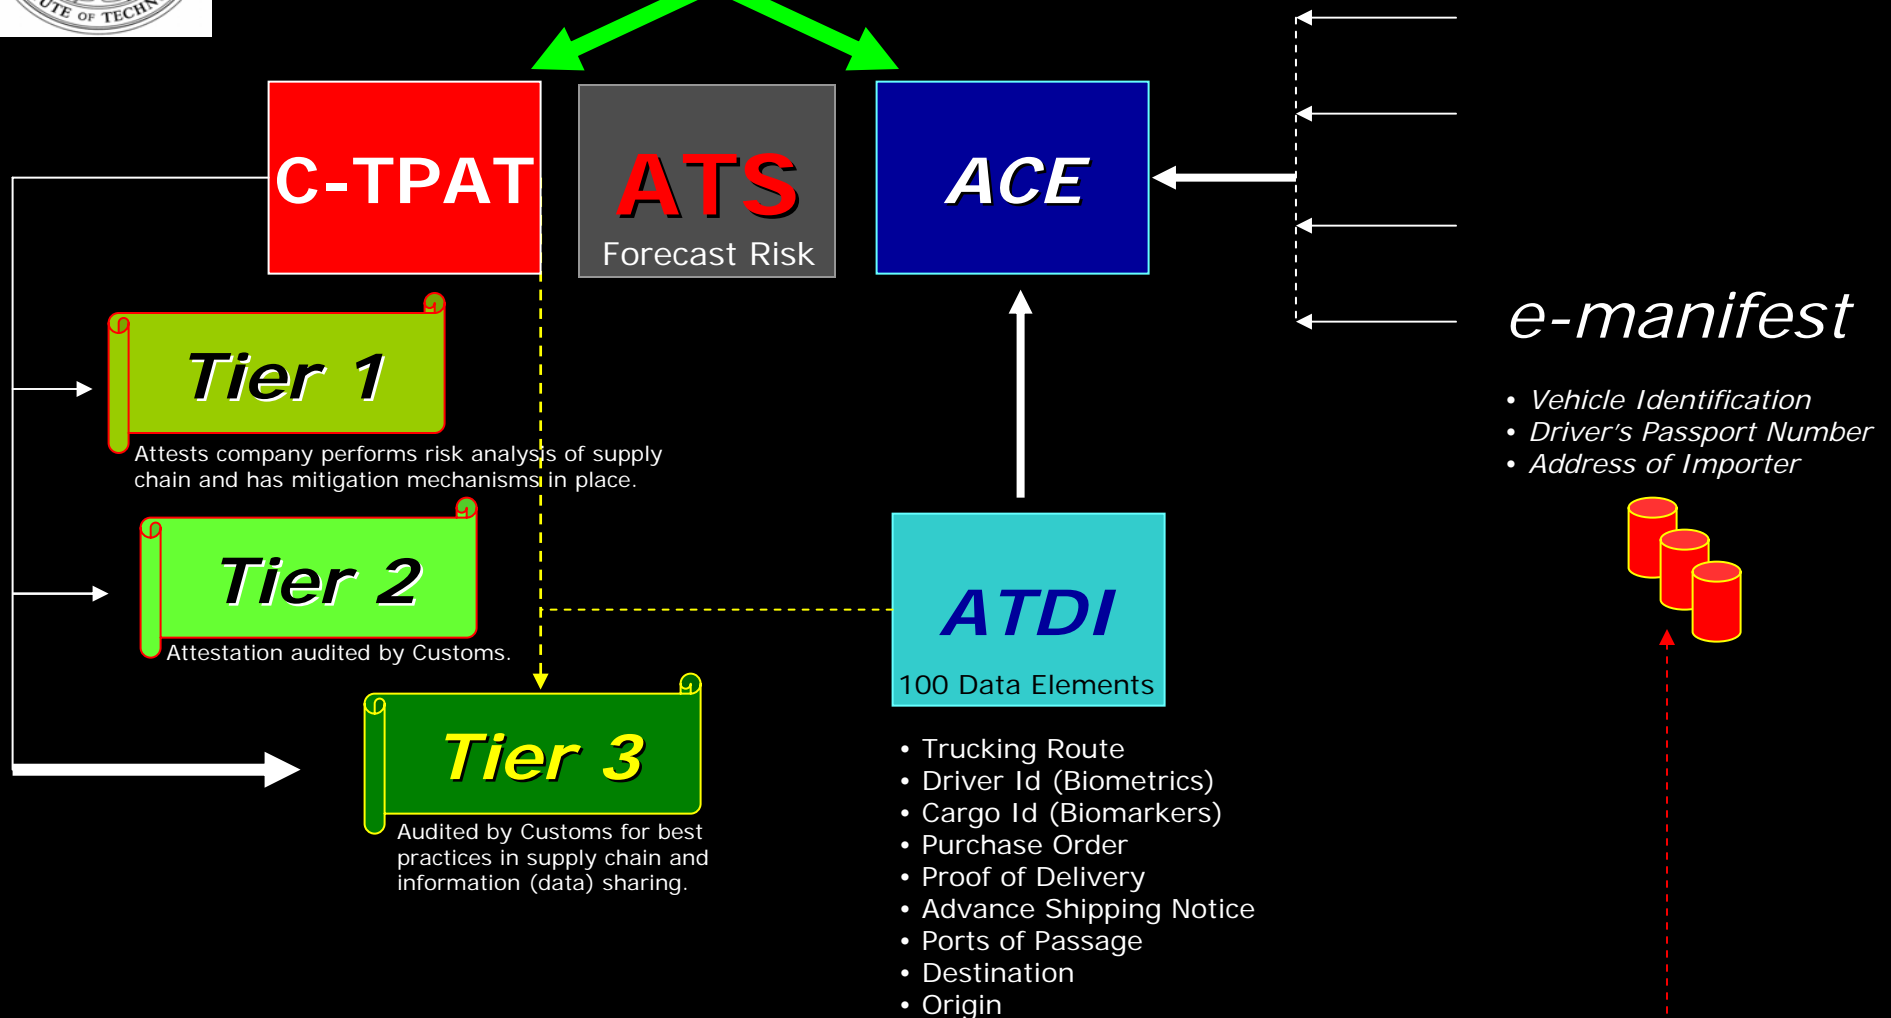 UTE OF TECHN
C-TPAT
ATS
Forecast Risk
ACE
Tier 1
Attests company performs risk analysis of supply
chain and has mitigation mechanisms in place.
Tier 2
Attestation audited by Customs.
Tier 3
Audited by Customs for best
practices in supply chain and
information (data) sharing.
ATDI
100 Data Elements
• Trucking Route
• Driver Id (Biometrics)
• Cargo Id (Biomarkers)
• Purchase Order
• Proof of Delivery
• Advance Shipping Notice
• Ports of Passage
• Destination
• Origin
e-manifest
• Vehicle Identification
• Driver's Passport Number
• Address of Importer